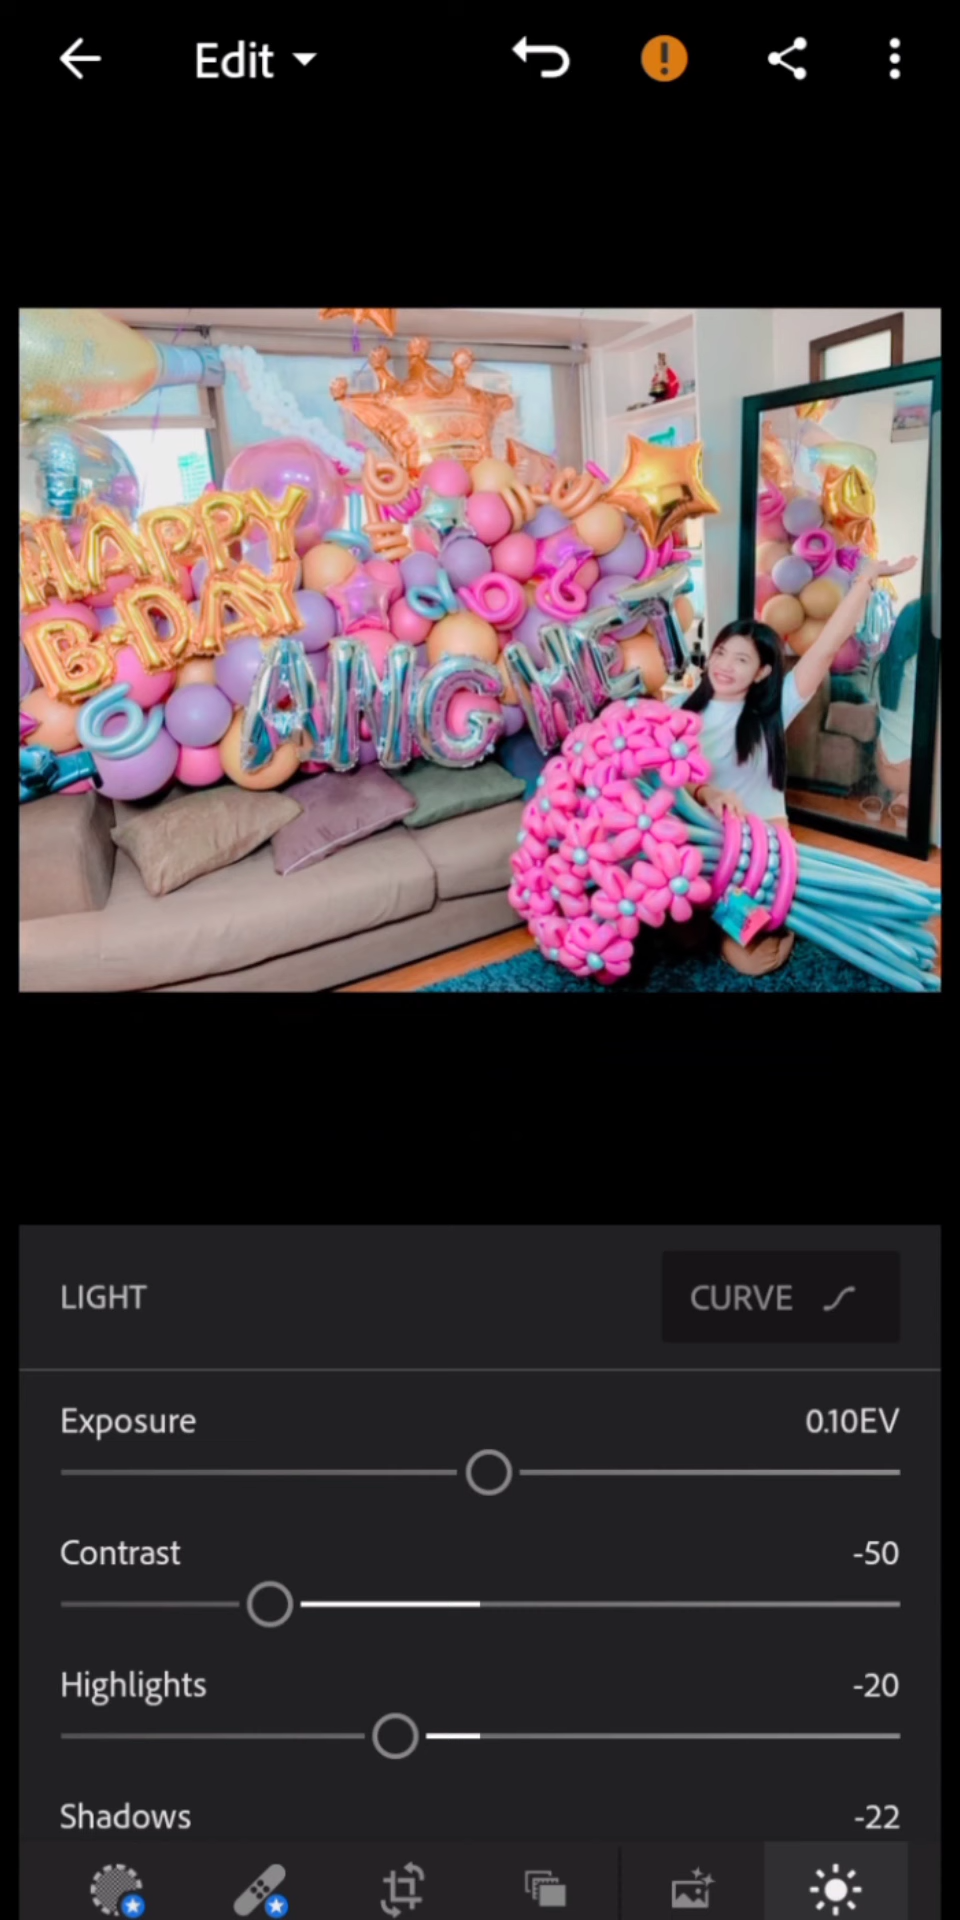 Edit
HAPPY
B-DAY
ANGHET
LIGHT
CURVE
Exposure 0.10EV
Contrast -50
Highlights -20
Shadows -22